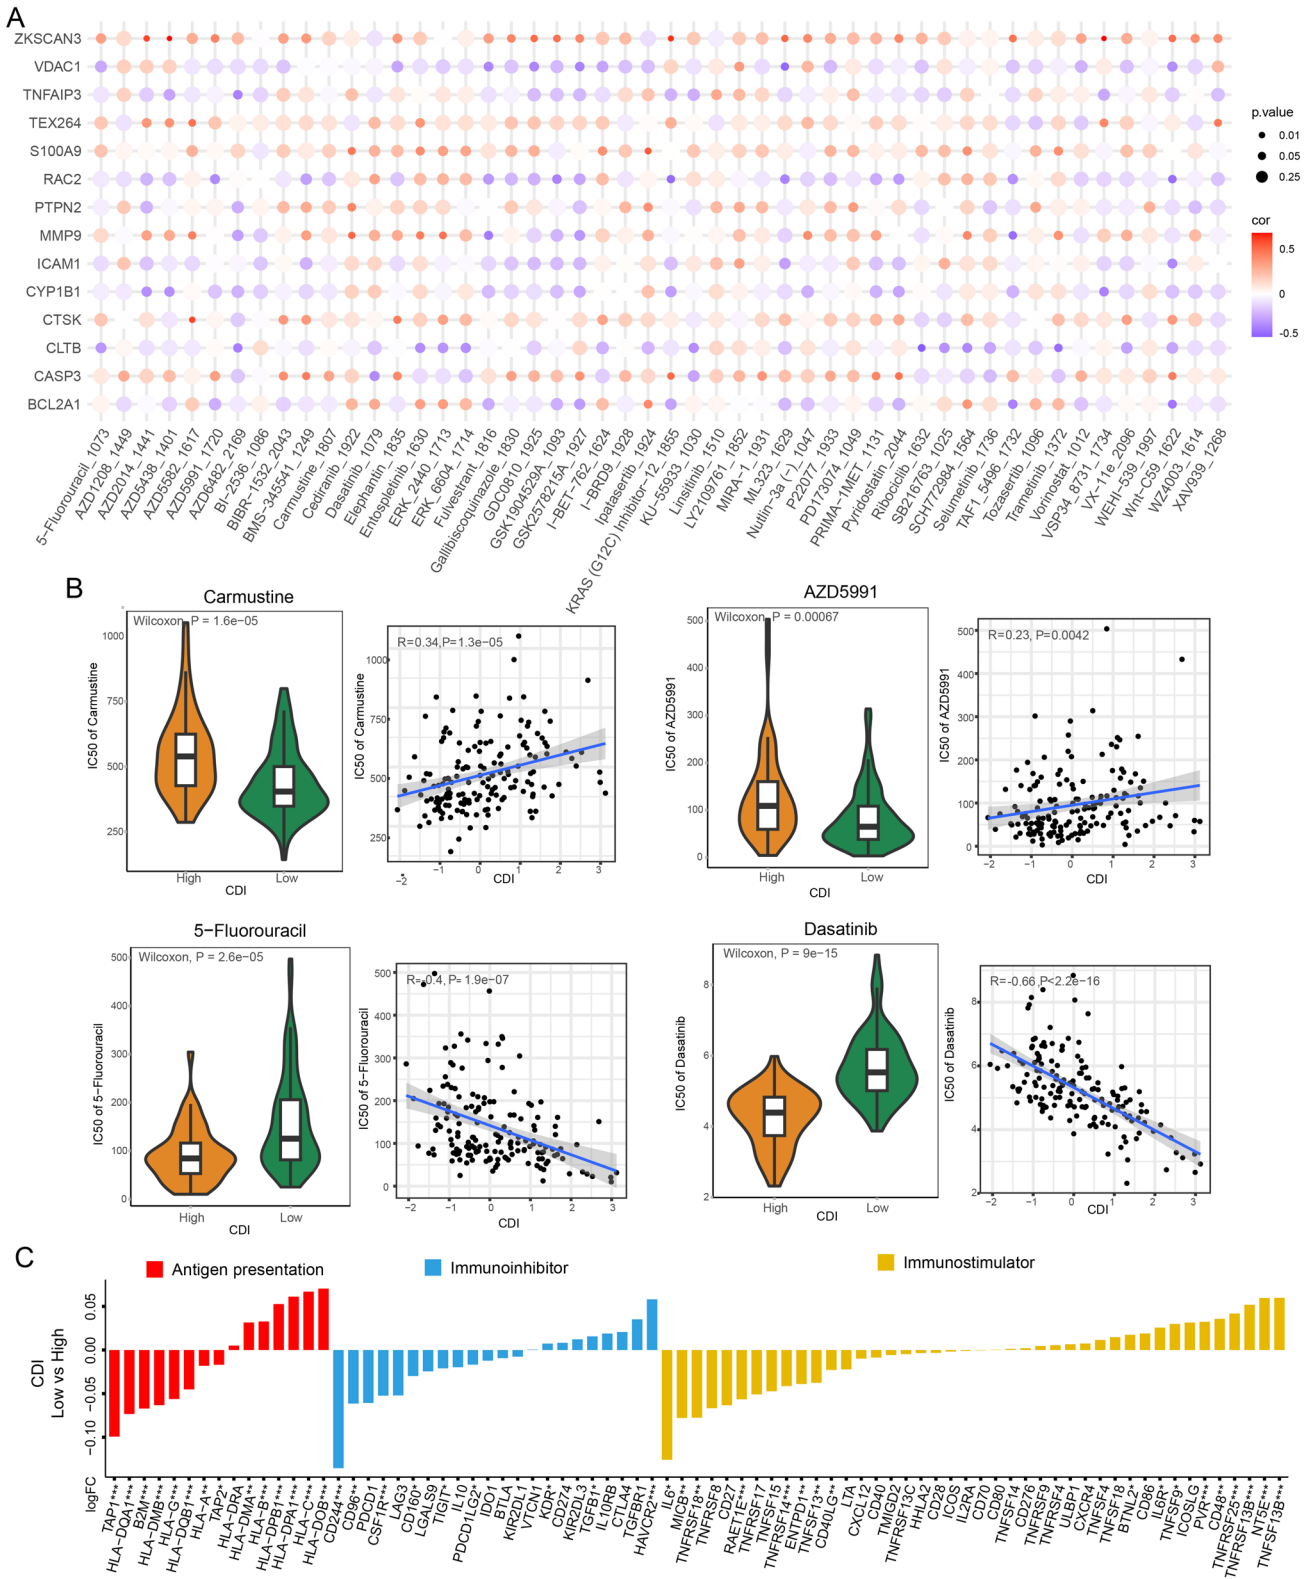 A
ZKSCAN3
VDAC1
TNFAIP3
TEX264
S100A9
RAC2
PTPN2
MMP9
ICAM1
CYP1B1
CTSK
CLTB
CASP3
BCL2A1
p.value
0.01
0.05
0.25
cor
0.5
0
-0.5
5-Fluorouracil_1073
AZD1208_1449
AZD2014_1441
AZD5438_1401
AZD5582_1617
AZD5991_1720
AZD6482_2169
BI-2536_1086
BIBR-1532_2043
BMS-345541_1249
Carmustine_1807
Cediranib_1922
Dasatinib_1079
Elephantin_1835
Entospletinib_1630
ERK_2440_1713
ERK_6604_1714
Fulvestrant_1816
Gallibiscoquinazole_1830
GDC0810_1925
GSK1904529A_1093
GSK2578215A_1927
I-BET-762_1624
I-BRD9_1928
Ipatasertib_1924
KRAS (G12C) Inhibitor-12_1855
KU-55933_1030
Linsitinib_1510
LY2109761_1852
MIRA-1_1931
ML323_1629
Nutlin-3a (-)_1047
P22077_1933
PD173074_1049
PRIMA-1MET_1131
Pyridostatin_2044
Ribociclib_1632
SB216763_1025
SCH772984_1564
Selumetinib_1736
TAF1_5496_1732
Tozasertib_1096
Trametinib_1372
Vorinostat_1012
VSP34_8731_1734
VX-11e_2096
WEHI-539_1997
Wnt-C59_1622
WZ4003_1614
XAV939_1268
B
Carmustine
Wilcoxon, P = 1.6e−05
IC50 of Carmustine
1000
750
500
250
High
Low
CDI
R=0.34,P=1.3e−05
IC50 of Carmustine
1000
750
500
250
−2
−1
0
1
2
3
CDI
AZD5991
Wilcoxon, P = 0.00067
IC50 of AZD5991
500
400
300
200
100
0
High
Low
CDI
R=0.23, P=0.0042
IC50 of AZD5991
500
400
300
200
100
0
−2
−1
0
1
2
3
CDI
5−Fluorouracil
Wilcoxon, P = 2.6e−05
IC50 of 5−Fluorouracil
500
400
300
200
100
0
High
Low
CDI
R=-0.4, P= 1.9e−07
IC50 of 5−Fluorouracil
500
400
300
200
100
0
−2
−1
0
1
2
3
CDI
Dasatinib
Wilcoxon, P = 9e−15
IC50 of Dasatinib
8
6
4
2
High
Low
CDI
R=-0.66,P<2.2e−16
IC50 of Dasatinib
8
6
4
2
−2
−1
0
1
2
3
CDI
C
Antigen presentation
Immunoinhibitor
Immunostimulator
CDI
Low vs High
0.05
0.00
−0.05
−0.10
logFC
TAP1****
HLA-DQA1***
B2M****
HLA-DMB***
HLA-G****
HLA-DQB1***
HLA-A**
TAP2*
HLA-DRA
HLA-DMA**
HLA-B***
HLA-DPB1***
HLA-DPA1***
HLA-C****
HLA-DOB***
CD244***
CD96**
PDCD1
CSF1R***
LAG3
CD160*
LGALS9
TIGIT*
IL10
PDCD1LG2*
IDO1
BTLA
KIR2DL1
VTCN1
KDR*
CD274
KIR2DL3
TGFB1*
IL10RB
CTLA4
TGFBR1
HAVCR2***
IL6*
MICB**
TNFRSF18**
TNFRSF8
CD27
RAET1E***
TNFRSF17
TNFSF15
TNFRSF14***
ENTPD1**
TNFSF13**
CD40LG**
LTA
CXCL12
CD40
TMIGD2
TNFRSF13C
HHLA2
CD28
ICOS
IL2RA
CD70
CD80
TNFSF14
CD276
TNFRSF9
TNFRSF4
ULBP1
CXCR4
TNFSF4
TNFSF18
BTNL2*
CD86
IL6R*
TNFSF9*
ICOSLG
PVR***
CD48**
TNFRSF25***
TNFRSF13B***
NT5E***
TNFSF13B***